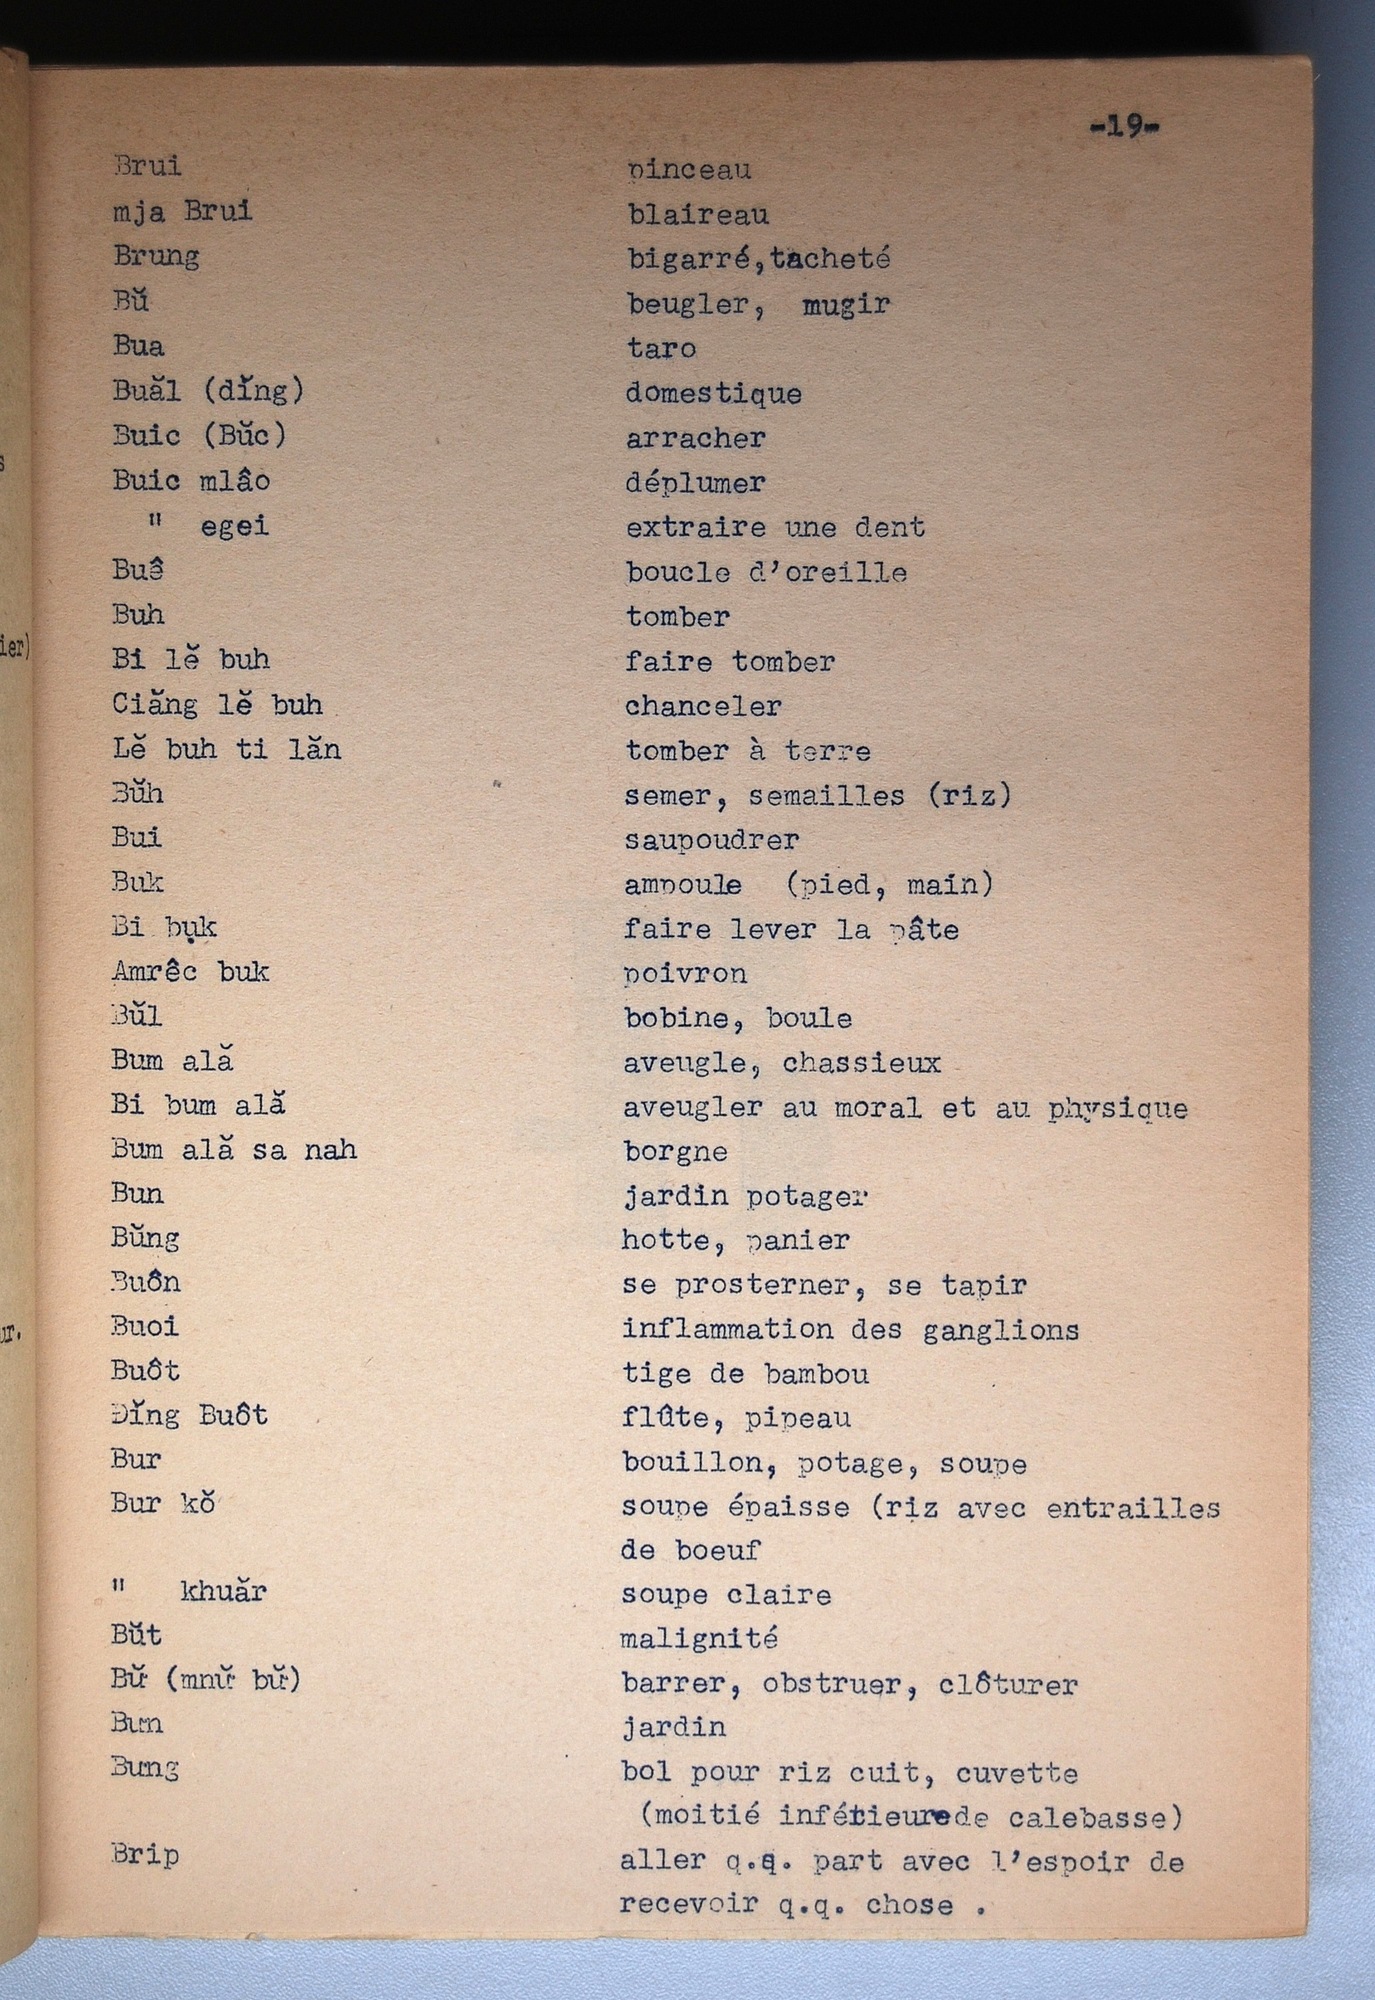 -19-
Brui pinceau
mja Brui blaireau
Brung bigarré,tacheté
Bŭ beugler, mugir
Bua taro
Buăl (dĭng) domestique
Buic (Bŭc) arracher
Buic mlâo déplumer
" egei extraire une dent
Buê boucle d'oreille
Buh tomber
Bi lĕ buh faire tomber
Ciăng lĕ buh chanceler
Lĕ buh ti lăn tomber à terre
Bŭh semer, semailles (riz)
Bui saupoudrer
Buk ampoule (pied, main)
Bi bụk faire lever la pâte
Amrêc buk poivron
Bŭl bobine, boule
Bum ală aveugle, chassieux
Bi bum ală aveugler au moral et au physique
Bum ală sa nah borgne
Bun jardin potager
Bŭng hotte, panier
Buôn se prosterner, se tapir
Buoi inflammation des ganglions
Buôt tige de bambou
Đĭng Buôt flûte, pipeau
Bur bouillon, potage, soupe
Bur kŏ soupe épaisse (riz avec entrailles
de boeuf
" khuăr soupe claire
Bŭt malignité
Bư̆ (mnư̆ bư̆) barrer, obstruer, clôturer
Bưn jardin
Bưng bol pour riz cuit, cuvette
(moitié inférieurede calebasse)
Brip aller q.q. part avec l'espoir de
recevoir q.q. chose .
ier)
ur.